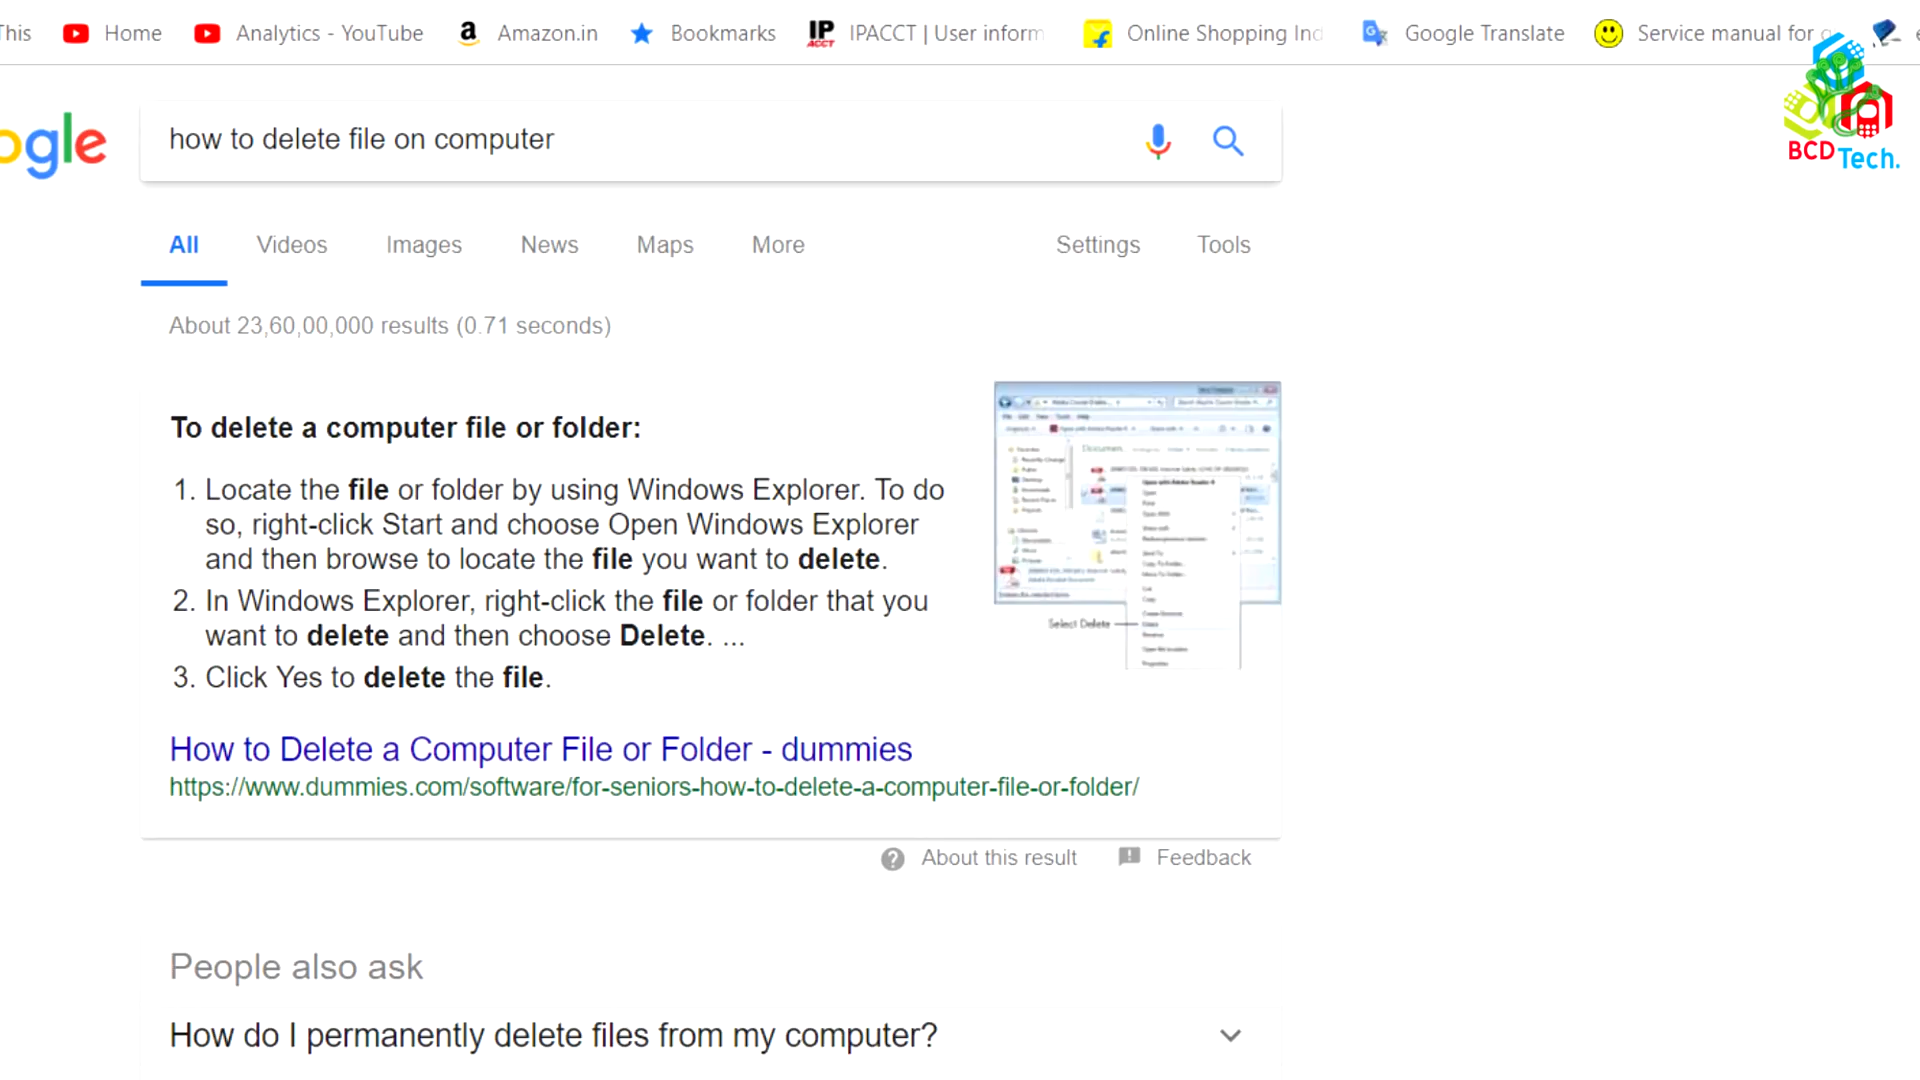 This Home Analytics - YouTube Amazon.in Bookmarks IP ACCT IPACCT | User inform Online Shopping Ind Google Translate Service manual for
BCD Tech.
ogle how to delete file on computer
All Videos Images News Maps More Settings Tools
About 23,60,00,000 results (0.71 seconds)
To delete a computer file or folder:
1. Locate the file or folder by using Windows Explorer. To do
so, right-click Start and choose Open Windows Explorer
and then browse to locate the file you want to delete.
2. In Windows Explorer, right-click the file or folder that you
want to delete and then choose Delete. ...
3. Click Yes to delete the file.
Select Delete
How to Delete a Computer File or Folder - dummies
https://www.dummies.com/software/for-seniors-how-to-delete-a-computer-file-or-folder/
About this result Feedback
People also ask
How do I permanently delete files from my computer?